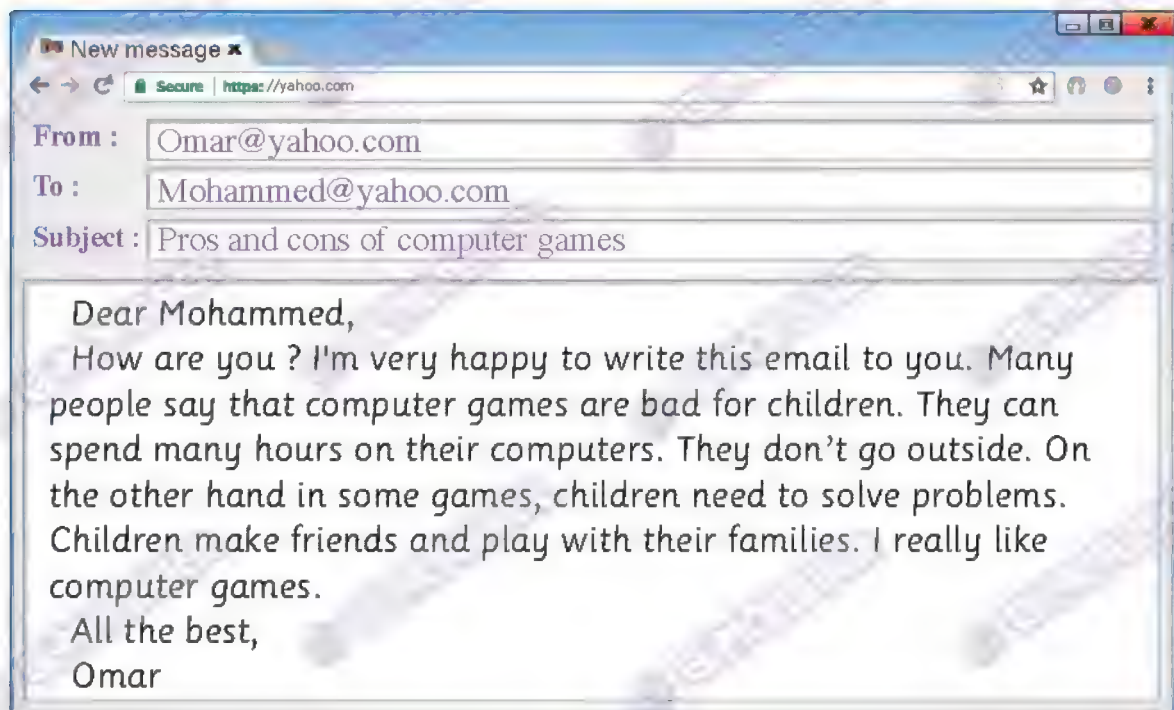 New message ×
Secure | https://yahoo.com
From : Omar@yahoo.com
To : Mohammed@yahoo.com
Subject : Pros and cons of computer games
Dear Mohammed,
How are you ? I'm very happy to write this email to you. Many
people say that computer games are bad for children. They can
spend many hours on their computers. They don't go outside. On
the other hand in some games, children need to solve problems.
Children make friends and play with their families. I really like
computer games.
All the best,
Omar